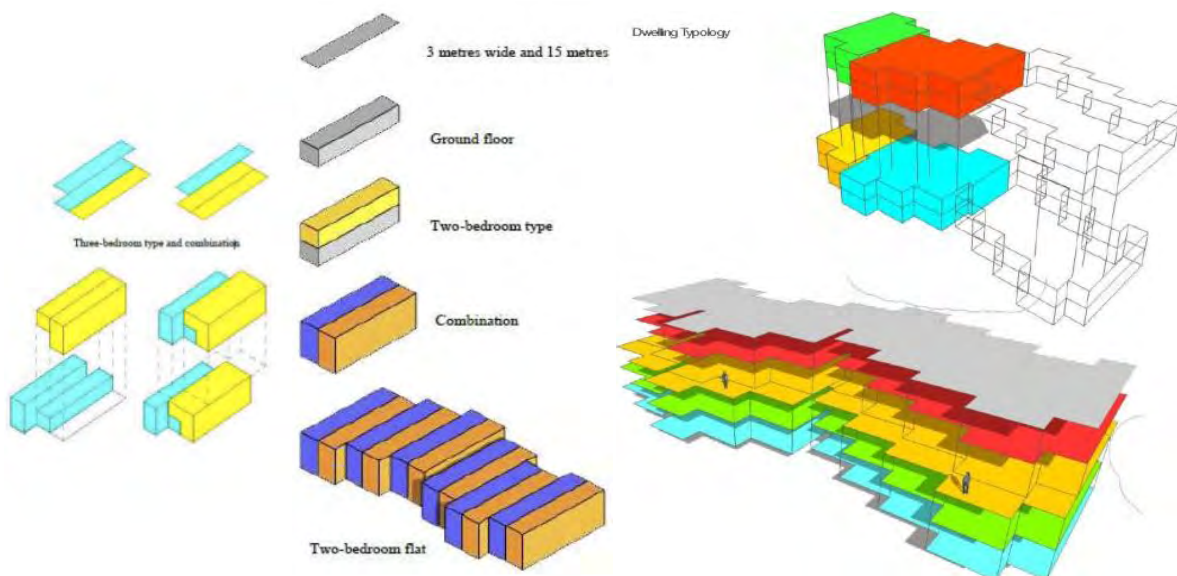 Dwelling Typology
3 metres wide and 15 metres
Ground floor
Two-bedroom type
Three-bedroom type and combination
Combination
Two-bedroom flat